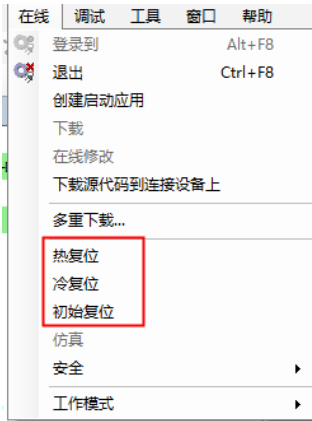 在线 调试 工具 窗口 帮助
登录到 Alt+F8
退出 Ctrl+F8
创建启动应用
下载
在线修改
下载源代码到连接设备上
多重下载...
热复位
冷复位
初始复位
仿真
安全
工作模式